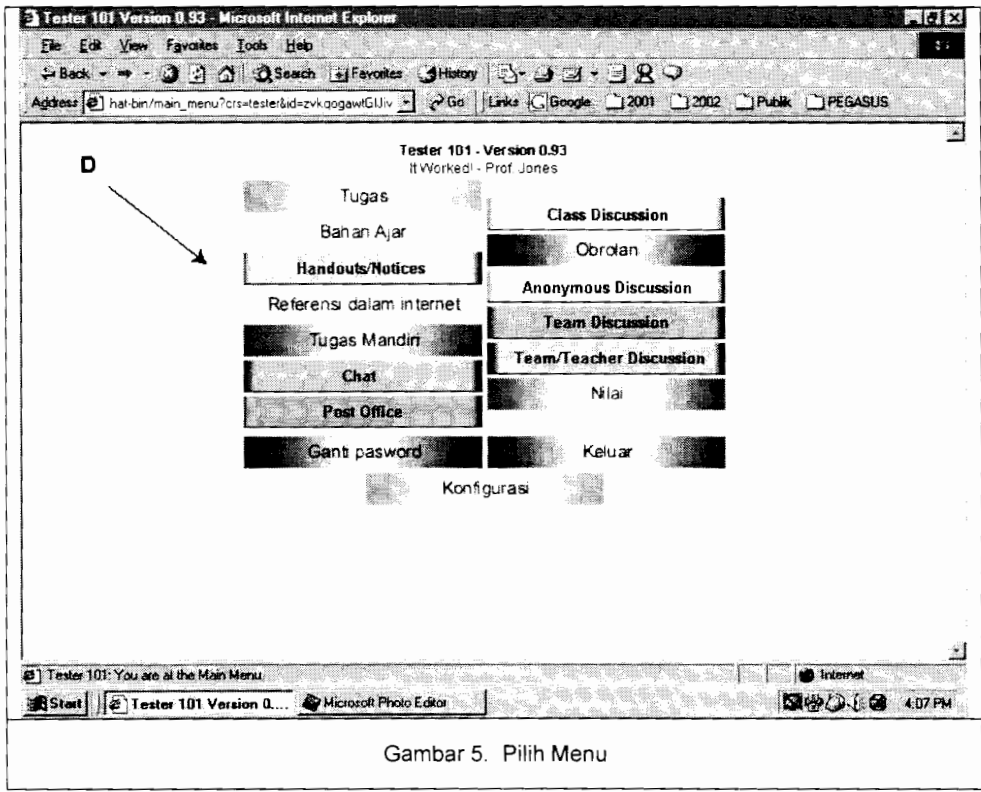 Tester 101 Version 0.93 - Microsoft Internet Explorer
File Edit View Favorites Tools Help
Back Search Favorites History
Address hat-bin/main_menu?crs=tester&id=zvkqogawtGIJiv Go Links Google 2001 2002 Publik PEGASUS
Tester 101 - Version 0.93
It Worked! - Prof. Jones
D
Tugas
Class Discussion
Bahan Ajar
Obrolan
Handouts/Notices
Anonymous Discussion
Referensi dalam internet
Team Discussion
Tugas Mandiri
Team/Teacher Discussion
Chat
Nilai
Post Office
Ganti pasword
Keluar
Konfigurasi
Tester 101: You are at the Main Menu Internet
Start Tester 101 Version 0.... Microsoft Photo Editor 4:07 PM
Gambar 5. Pilih Menu